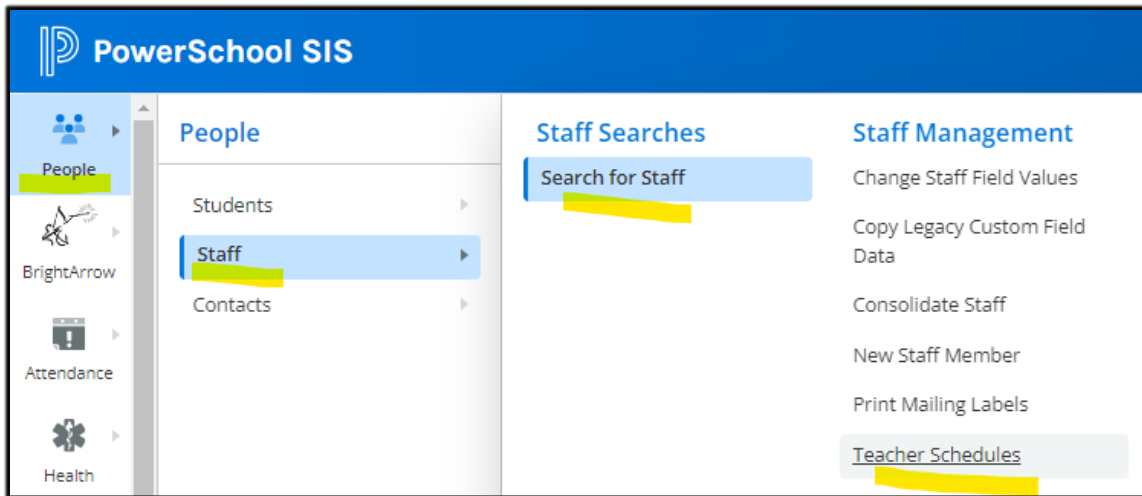 PowerSchool SIS
People
BrightArrow
Attendance
Health
People
Students
Staff
Contacts
Staff Searches
Search for Staff
Staff Management
Change Staff Field Values
Copy Legacy Custom Field
Data
Consolidate Staff
New Staff Member
Print Mailing Labels
Teacher Schedules